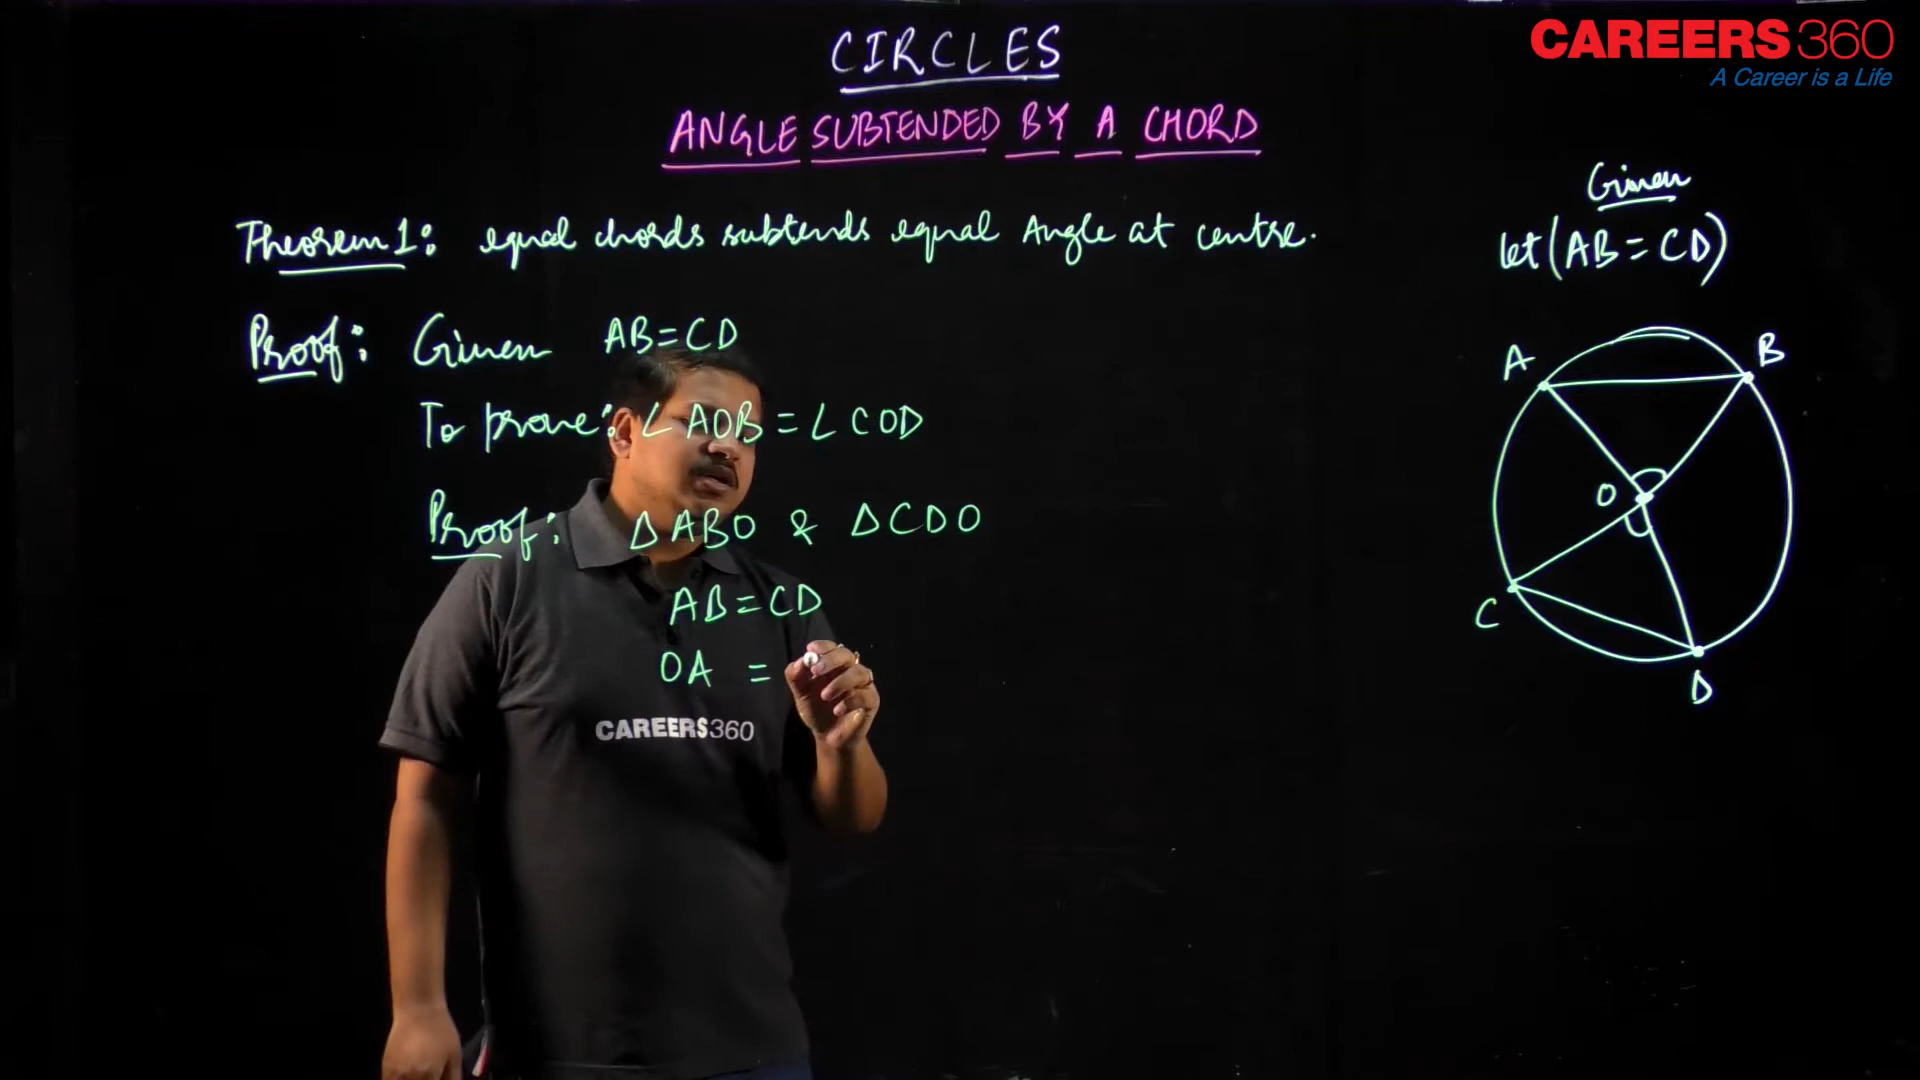 CIRCLES
CAREERS360
A Career is a Life
ANGLE SUBTENDED BY A CHORD
Given
Theorem 1: equal chords subtends equal Angle at centre.
let (AB = CD)
Proof: Given AB = CD
A
B
To prove: ∠AOB = ∠COD
O
Proof: ΔABO & ΔCDO
AB = CD
C
OA =
D
CAREERS360